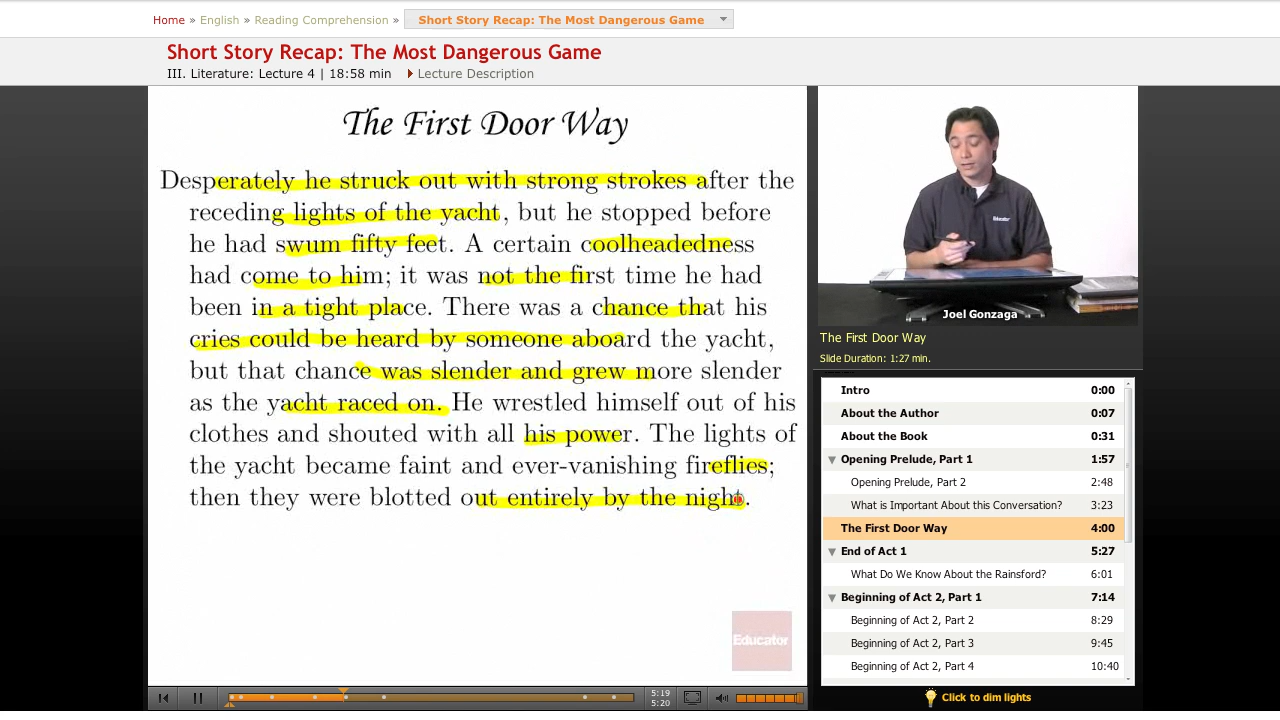 Home » English » Reading Comprehension » Short Story Recap: The Most Dangerous Game
Short Story Recap: The Most Dangerous Game
III. Literature: Lecture 4 | 18:58 min Lecture Description
The First Door Way
Desperately he struck out with strong strokes after the
receding lights of the yacht, but he stopped before
he had swum fifty feet. A certain coolheadedness
had come to him; it was not the first time he had
been in a tight place. There was a chance that his
cries could be heard by someone aboard the yacht,
but that chance was slender and grew more slender
as the yacht raced on. He wrestled himself out of his
clothes and shouted with all his power. The lights of
the yacht became faint and ever-vanishing fireflies;
then they were blotted out entirely by the night.
Educator
5:19
5:20
Educator
Joel Gonzaga
The First Door Way
Slide Duration: 1:27 min.
Intro 0:00
About the Author 0:07
About the Book 0:31
Opening Prelude, Part 1 1:57
Opening Prelude, Part 2 2:48
What is Important About this Conversation? 3:23
The First Door Way 4:00
End of Act 1 5:27
What Do We Know About the Rainsford? 6:01
Beginning of Act 2, Part 1 7:14
Beginning of Act 2, Part 2 8:29
Beginning of Act 2, Part 3 9:45
Beginning of Act 2, Part 4 10:40
Click to dim lights